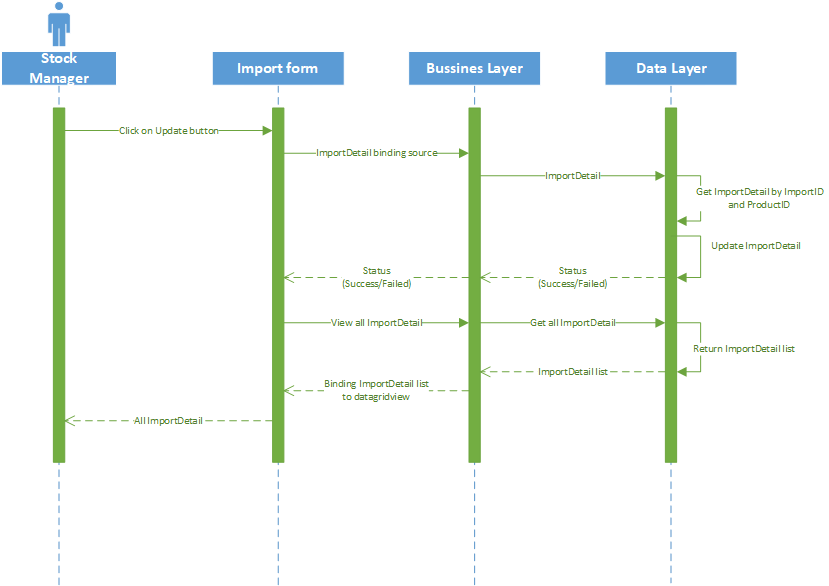 Stock
Manager
Import form
Bussines Layer
Data Layer
Click on Update button
ImportDetail binding source
ImportDetail
Get ImportDetail by ImportID
and ProductID
Update ImportDetail
Status
(Success/Failed)
Status
(Success/Failed)
View all ImportDetail
Get all ImportDetail
Return ImportDetail list
ImportDetail list
Binding ImportDetail list
to datagridview
All ImportDetail